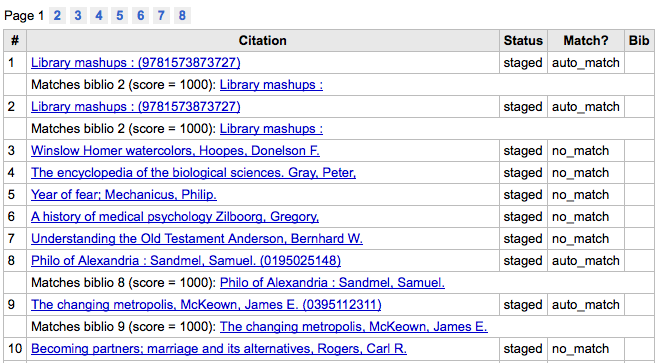 Page 1 2 3 4 5 6 7 8
# Citation Status Match? Bib
1 Library mashups : (9781573873727) staged auto_match
Matches biblio 2 (score = 1000): Library mashups :
2 Library mashups : (9781573873727) staged auto_match
Matches biblio 2 (score = 1000): Library mashups :
3 Winslow Homer watercolors, Hoopes, Donelson F. staged no_match
4 The encyclopedia of the biological sciences. Gray, Peter, staged no_match
5 Year of fear; Mechanicus, Philip. staged no_match
6 A history of medical psychology Zilboorg, Gregory, staged no_match
7 Understanding the Old Testament Anderson, Bernhard W. staged no_match
8 Philo of Alexandria : Sandmel, Samuel. (0195025148) staged auto_match
Matches biblio 8 (score = 1000): Philo of Alexandria : Sandmel, Samuel.
9 The changing metropolis, McKeown, James E. (0395112311) staged auto_match
Matches biblio 9 (score = 1000): The changing metropolis, McKeown, James E.
10 Becoming partners; marriage and its alternatives, Rogers, Carl R. staged no_match